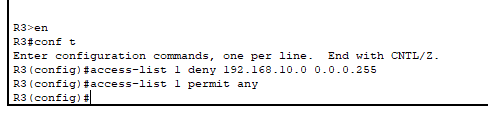 R3>en
R3#conf t
Enter configuration commands, one per line.  End with CNTL/Z.
R3(config)#access-list 1 deny 192.168.10.0 0.0.0.255
R3(config)#access-list 1 permit any
R3(config)#